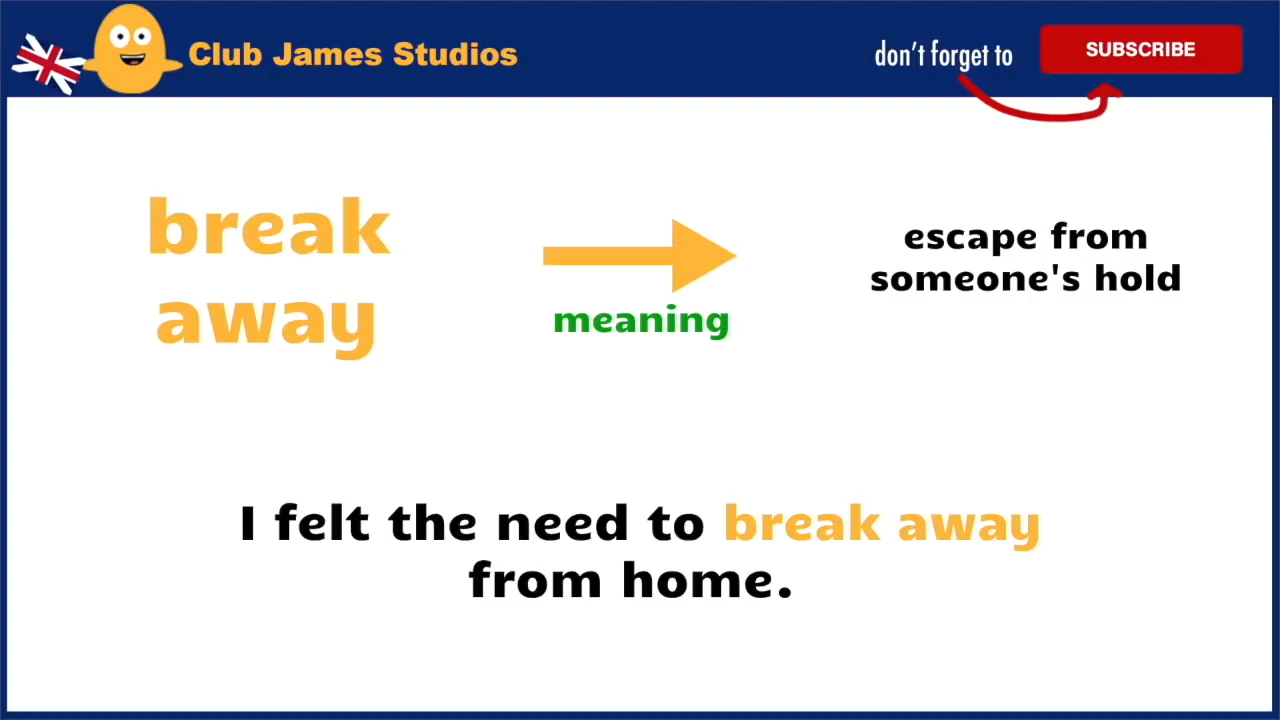 Club James Studios
don't forget to
SUBSCRIBE
break
away
meaning
escape from
someone's hold
I felt the need to break away
from home.